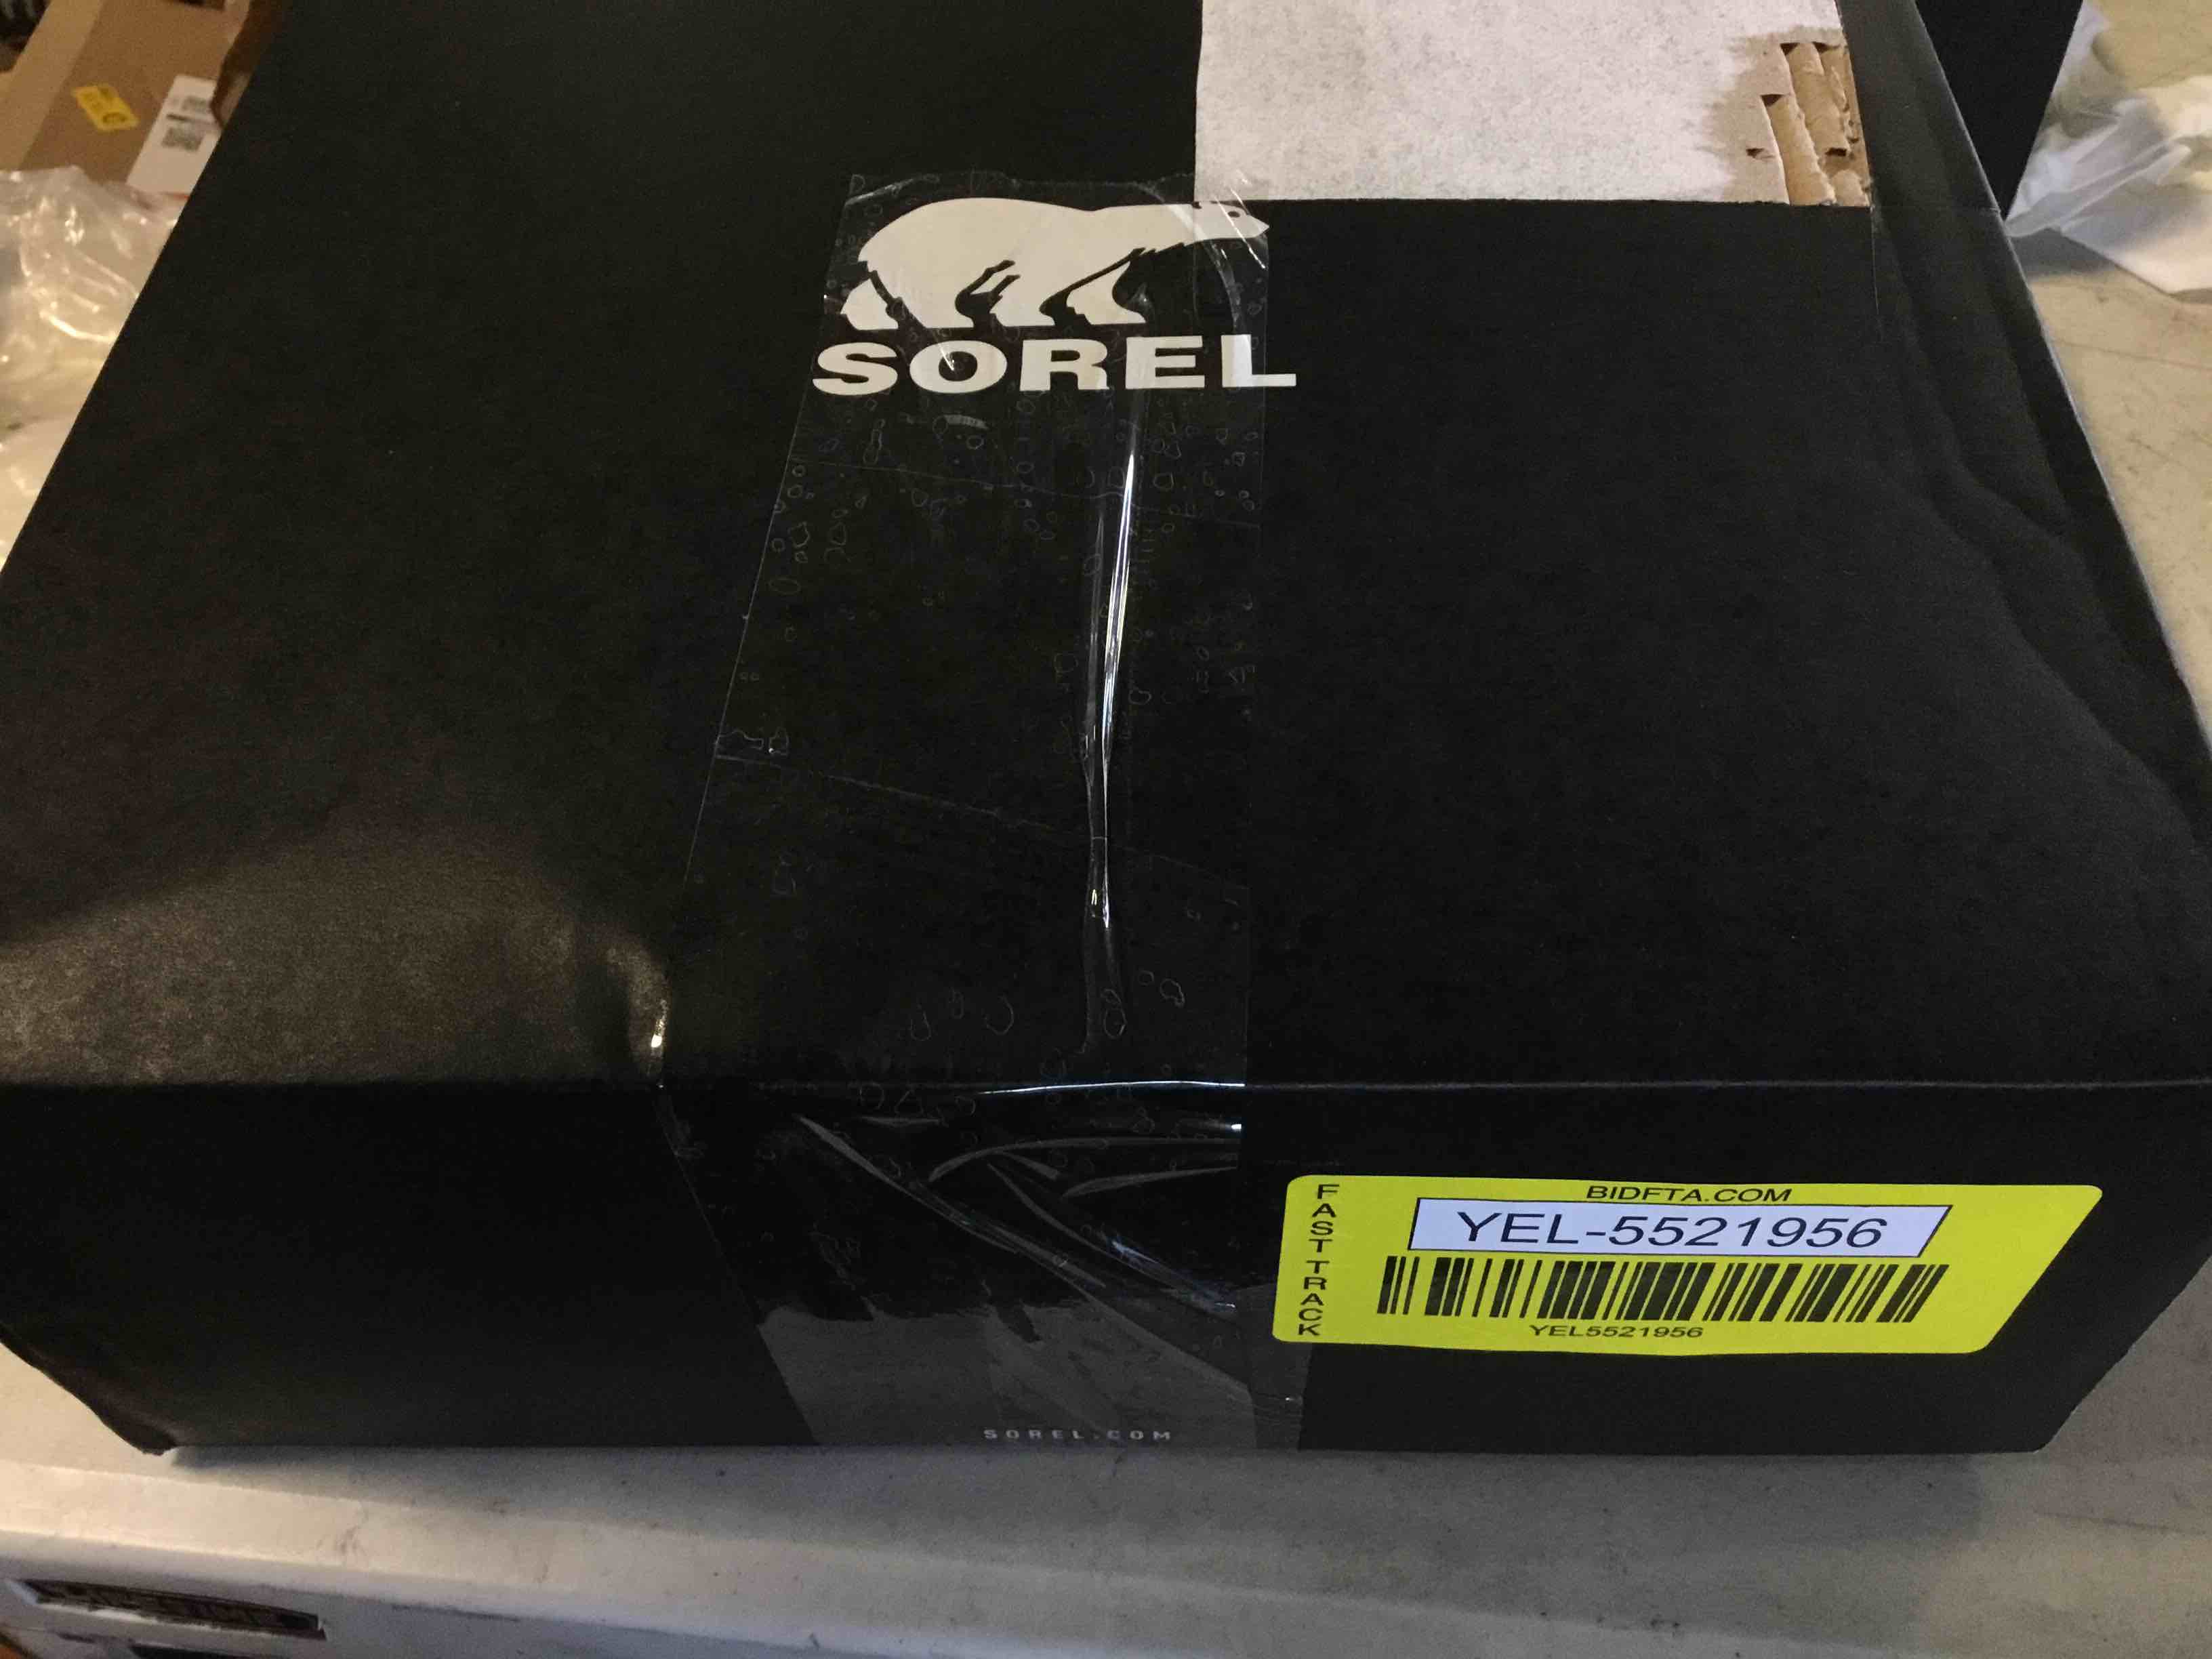 SOREL
FAST TRACK
BIDFTA.COM
YEL-5521956
YEL5521956
SOREL.COM